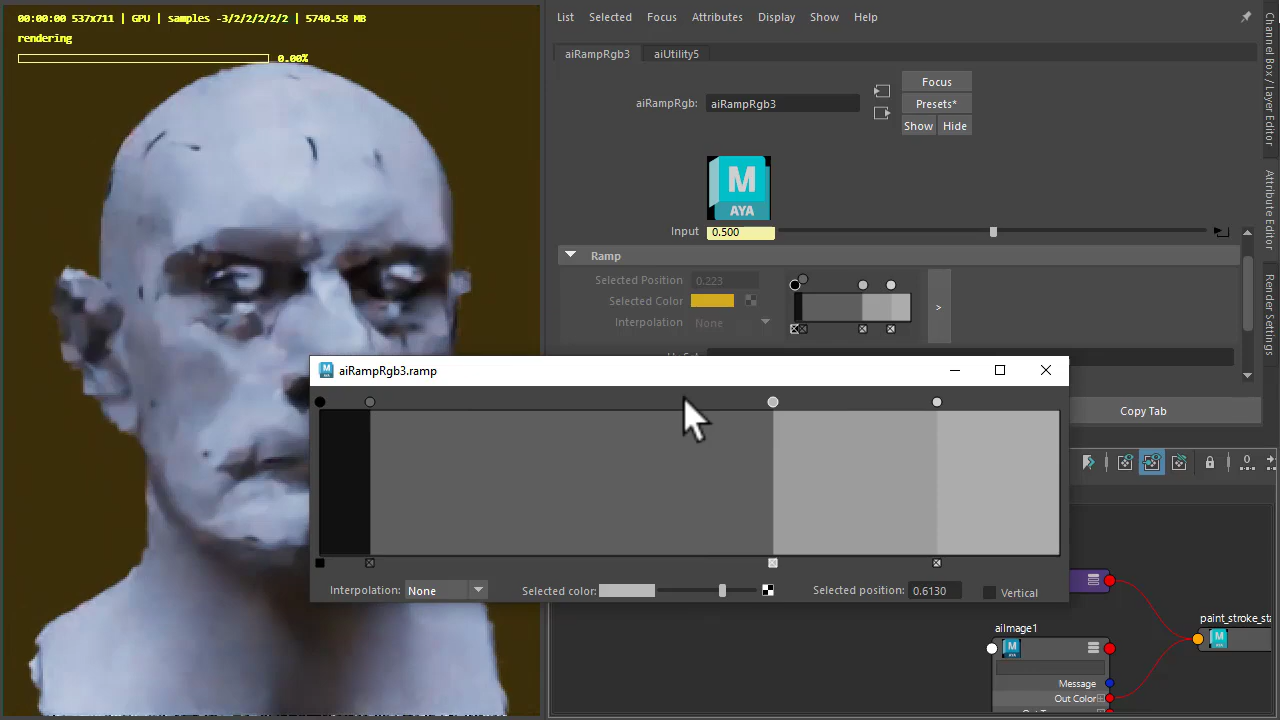 00:00:00 537x711 | GPU | samples -3/2/2/2/2/2 | 5740.58 MB
rendering
0.00%
List Selected Focus Attributes Display Show Help
aiRampRgb3 aiUtility5
Focus
aiRampRgb: aiRampRgb3
Presets*
Show Hide
M
AYA
Input 0.500
Ramp
Selected Position 0.223
Selected Color
Interpolation None
>
aiRampRgb3.ramp
Copy Tab
0
Interpolation: None Selected color: Selected position: 0.6130 Vertical
aiImage1
paint_stroke_sta
Message
Out Color
Channel Box / Layer Editor
Attribute Editor
Render Settings